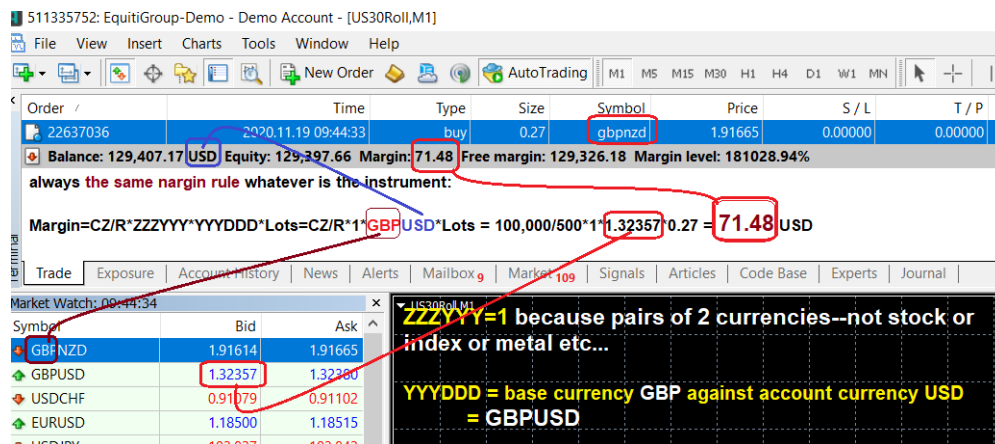 511335752: EquitiGroup-Demo - Demo Account - [US30Roll,M1]
File View Insert Charts Tools Window Help
New Order AutoTrading M1 M5 M15 M30 H1 H4 D1 W1 MN
Order / Time Type Size Symbol Price S / L T / P
22637036 2020.11.19 09:44:33 buy 0.27 gbpnzd 1.91665 0.00000 0.00000
Balance: 129,407.17 USD Equity: 129,397.66 Margin: 71.48 Free margin: 129,326.18 Margin level: 181028.94%
always the same nargin rule whatever is the instrument:
Margin=CZ/R*ZZZYYY*YYYDDD*Lots=CZ/R*1*GBPUSD*Lots = 100,000/500*1*1.32357*0.27 = 71.48 USD
Trade Exposure Account History News Alerts Mailbox 9 Market 109 Signals Articles Code Base Experts Journal
Market Watch: 09:44:34
Symbol Bid Ask
GBPNZD 1.91614 1.91665
GBPUSD 1.32357 1.32380
USDCHF 0.91079 0.91102
EURUSD 1.18500 1.18515
US30Roll,M1
ZZZYYY=1 because pairs of 2 currencies--not stock or
index or metal etc...
YYYDDD = base currency GBP against account currency USD
= GBPUSD